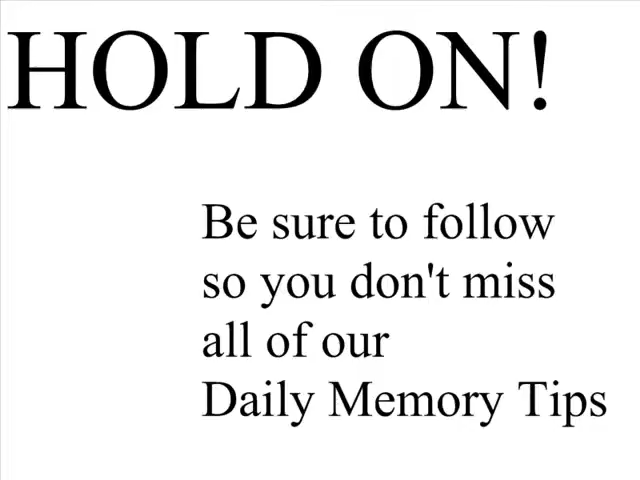 HOLD ON!
Be sure to follow
so you don't miss
all of our
Daily Memory Tips